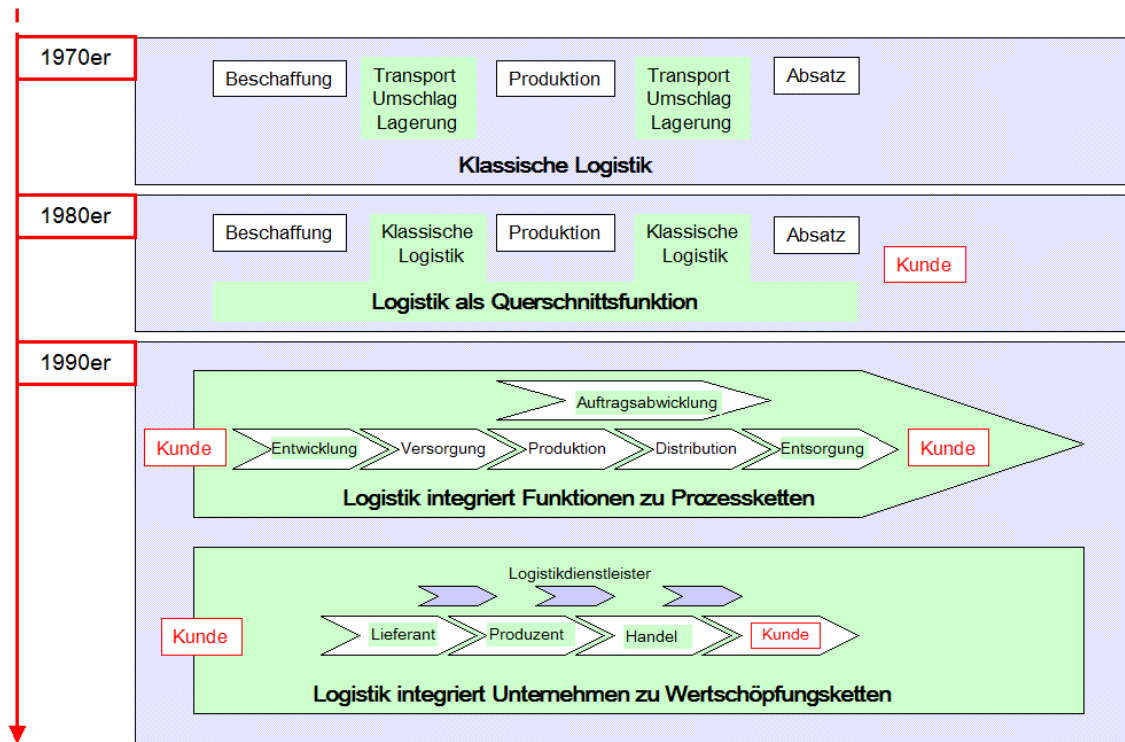 1970er
Beschaffung
Transport
Umschlag
Lagerung
Produktion
Transport
Umschlag
Lagerung
Absatz
Klassische Logistik
1980er
Beschaffung
Klassische
Logistik
Produktion
Klassische
Logistik
Absatz
Kunde
Logistik als Querschnittsfunktion
1990er
Auftragsabwicklung
Kunde
Entwicklung
Versorgung
Produktion
Distribution
Entsorgung
Kunde
Logistik integriert Funktionen zu Prozessketten
Logistikdienstleister
Kunde
Lieferant
Produzent
Handel
Kunde
Logistik integriert Unternehmen zu Wertschöpfungsketten